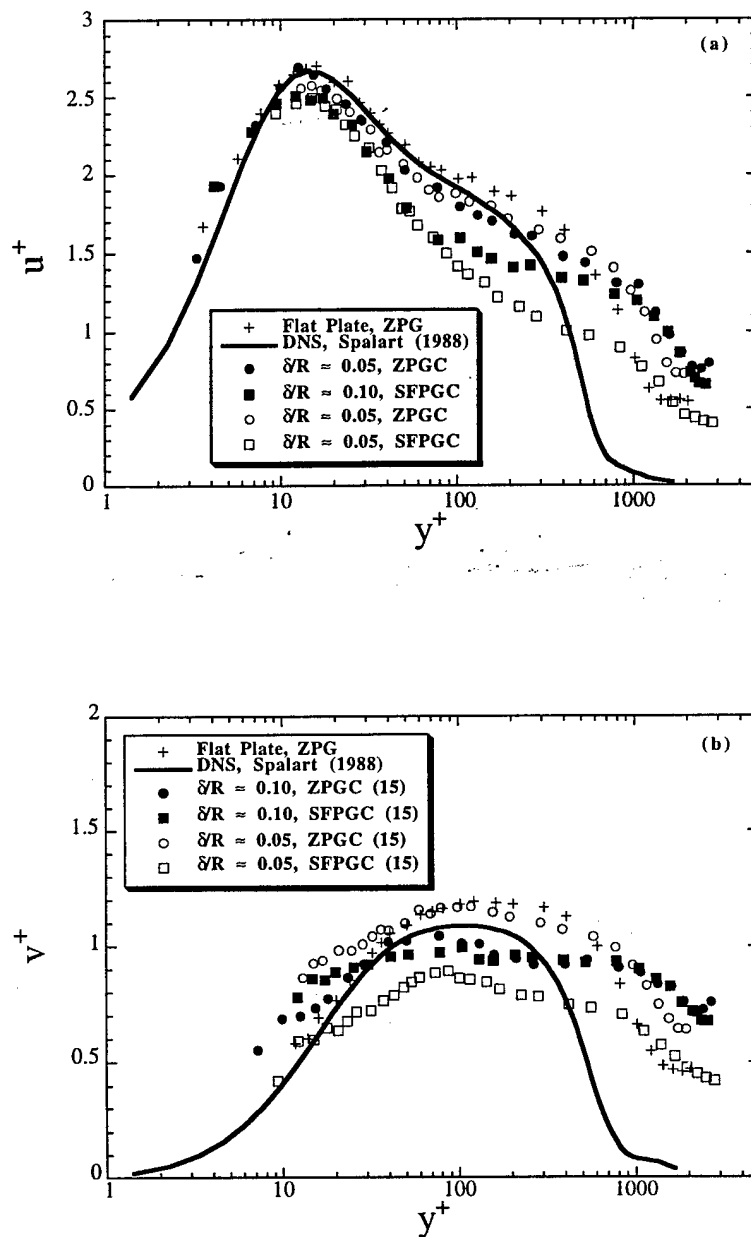 3
(a)
2.5
2
u+
1.5
1
+ Flat Plate, ZPG
DNS, Spalart (1988)
● δ/R ≈ 0.05, ZPGC
■ δ/R ≈ 0.10, SFPGC
○ δ/R ≈ 0.05, ZPGC
□ δ/R ≈ 0.05, SFPGC
0.5
0
1 10 100 1000
y+
2
(b)
+ Flat Plate, ZPG
DNS, Spalart (1988)
● δ/R ≈ 0.10, ZPGC (15)
■ δ/R ≈ 0.10, SFPGC (15)
○ δ/R ≈ 0.05, ZPGC (15)
□ δ/R ≈ 0.05, SFPGC (15)
1.5
v+
1
0.5
0
1 10 100 1000
y+